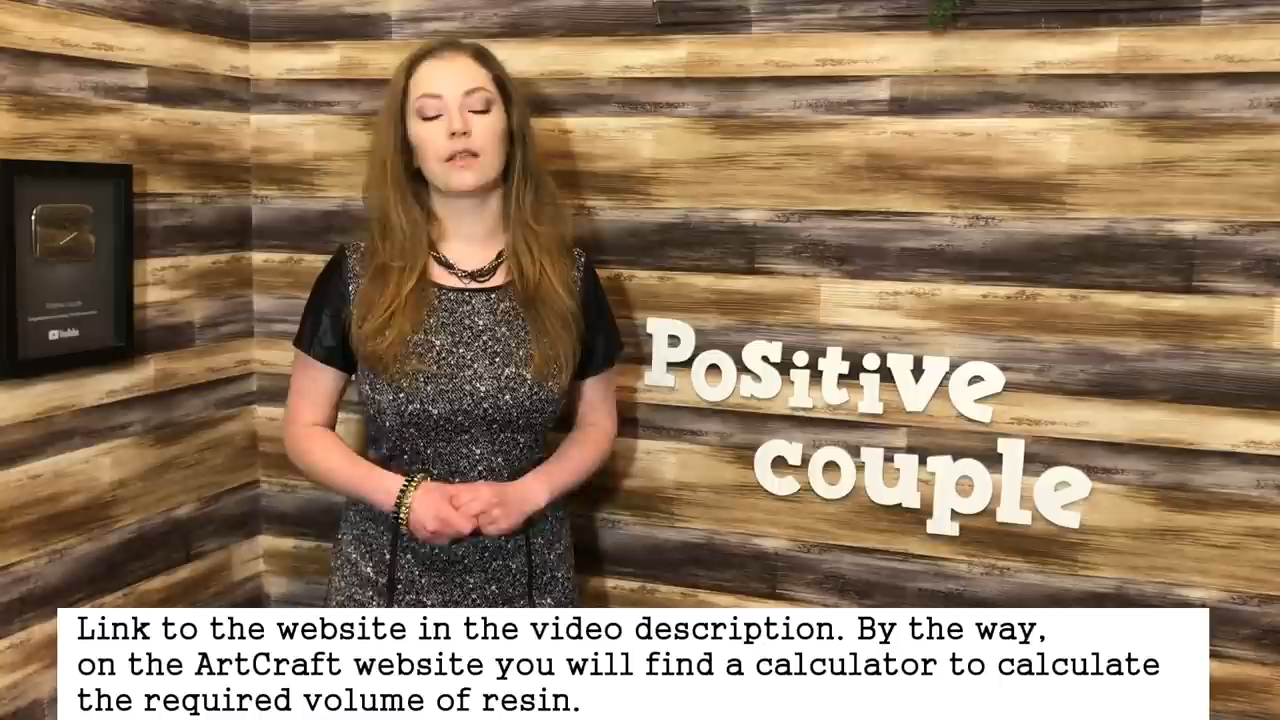 YouTube
Positive
couple
Link to the website in the video description. By the way,
on the ArtCraft website you will find a calculator to calculate
the required volume of resin.